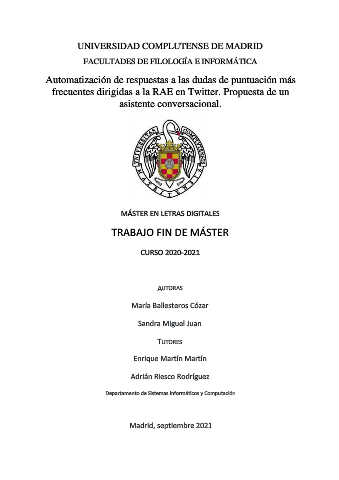 UNIVERSIDAD COMPLUTENSE DE MADRID
FACULTADES DE FILOLOGÍA E INFORMÁTICA
Automatización de respuestas a las dudas de puntuación más
frecuentes dirigidas a la RAE en Twitter. Propuesta de un
asistente conversacional.
MÁSTER EN LETRAS DIGITALES
TRABAJO FIN DE MÁSTER
CURSO 2020-2021
AUTORAS
María Ballesteros Cózar
Sandra Miguel Juan
TUTORES
Enrique Martín Martín
Adrián Riesco Rodríguez
Departamento de Sistemas Informáticos y Computación
Madrid, septiembre 2021